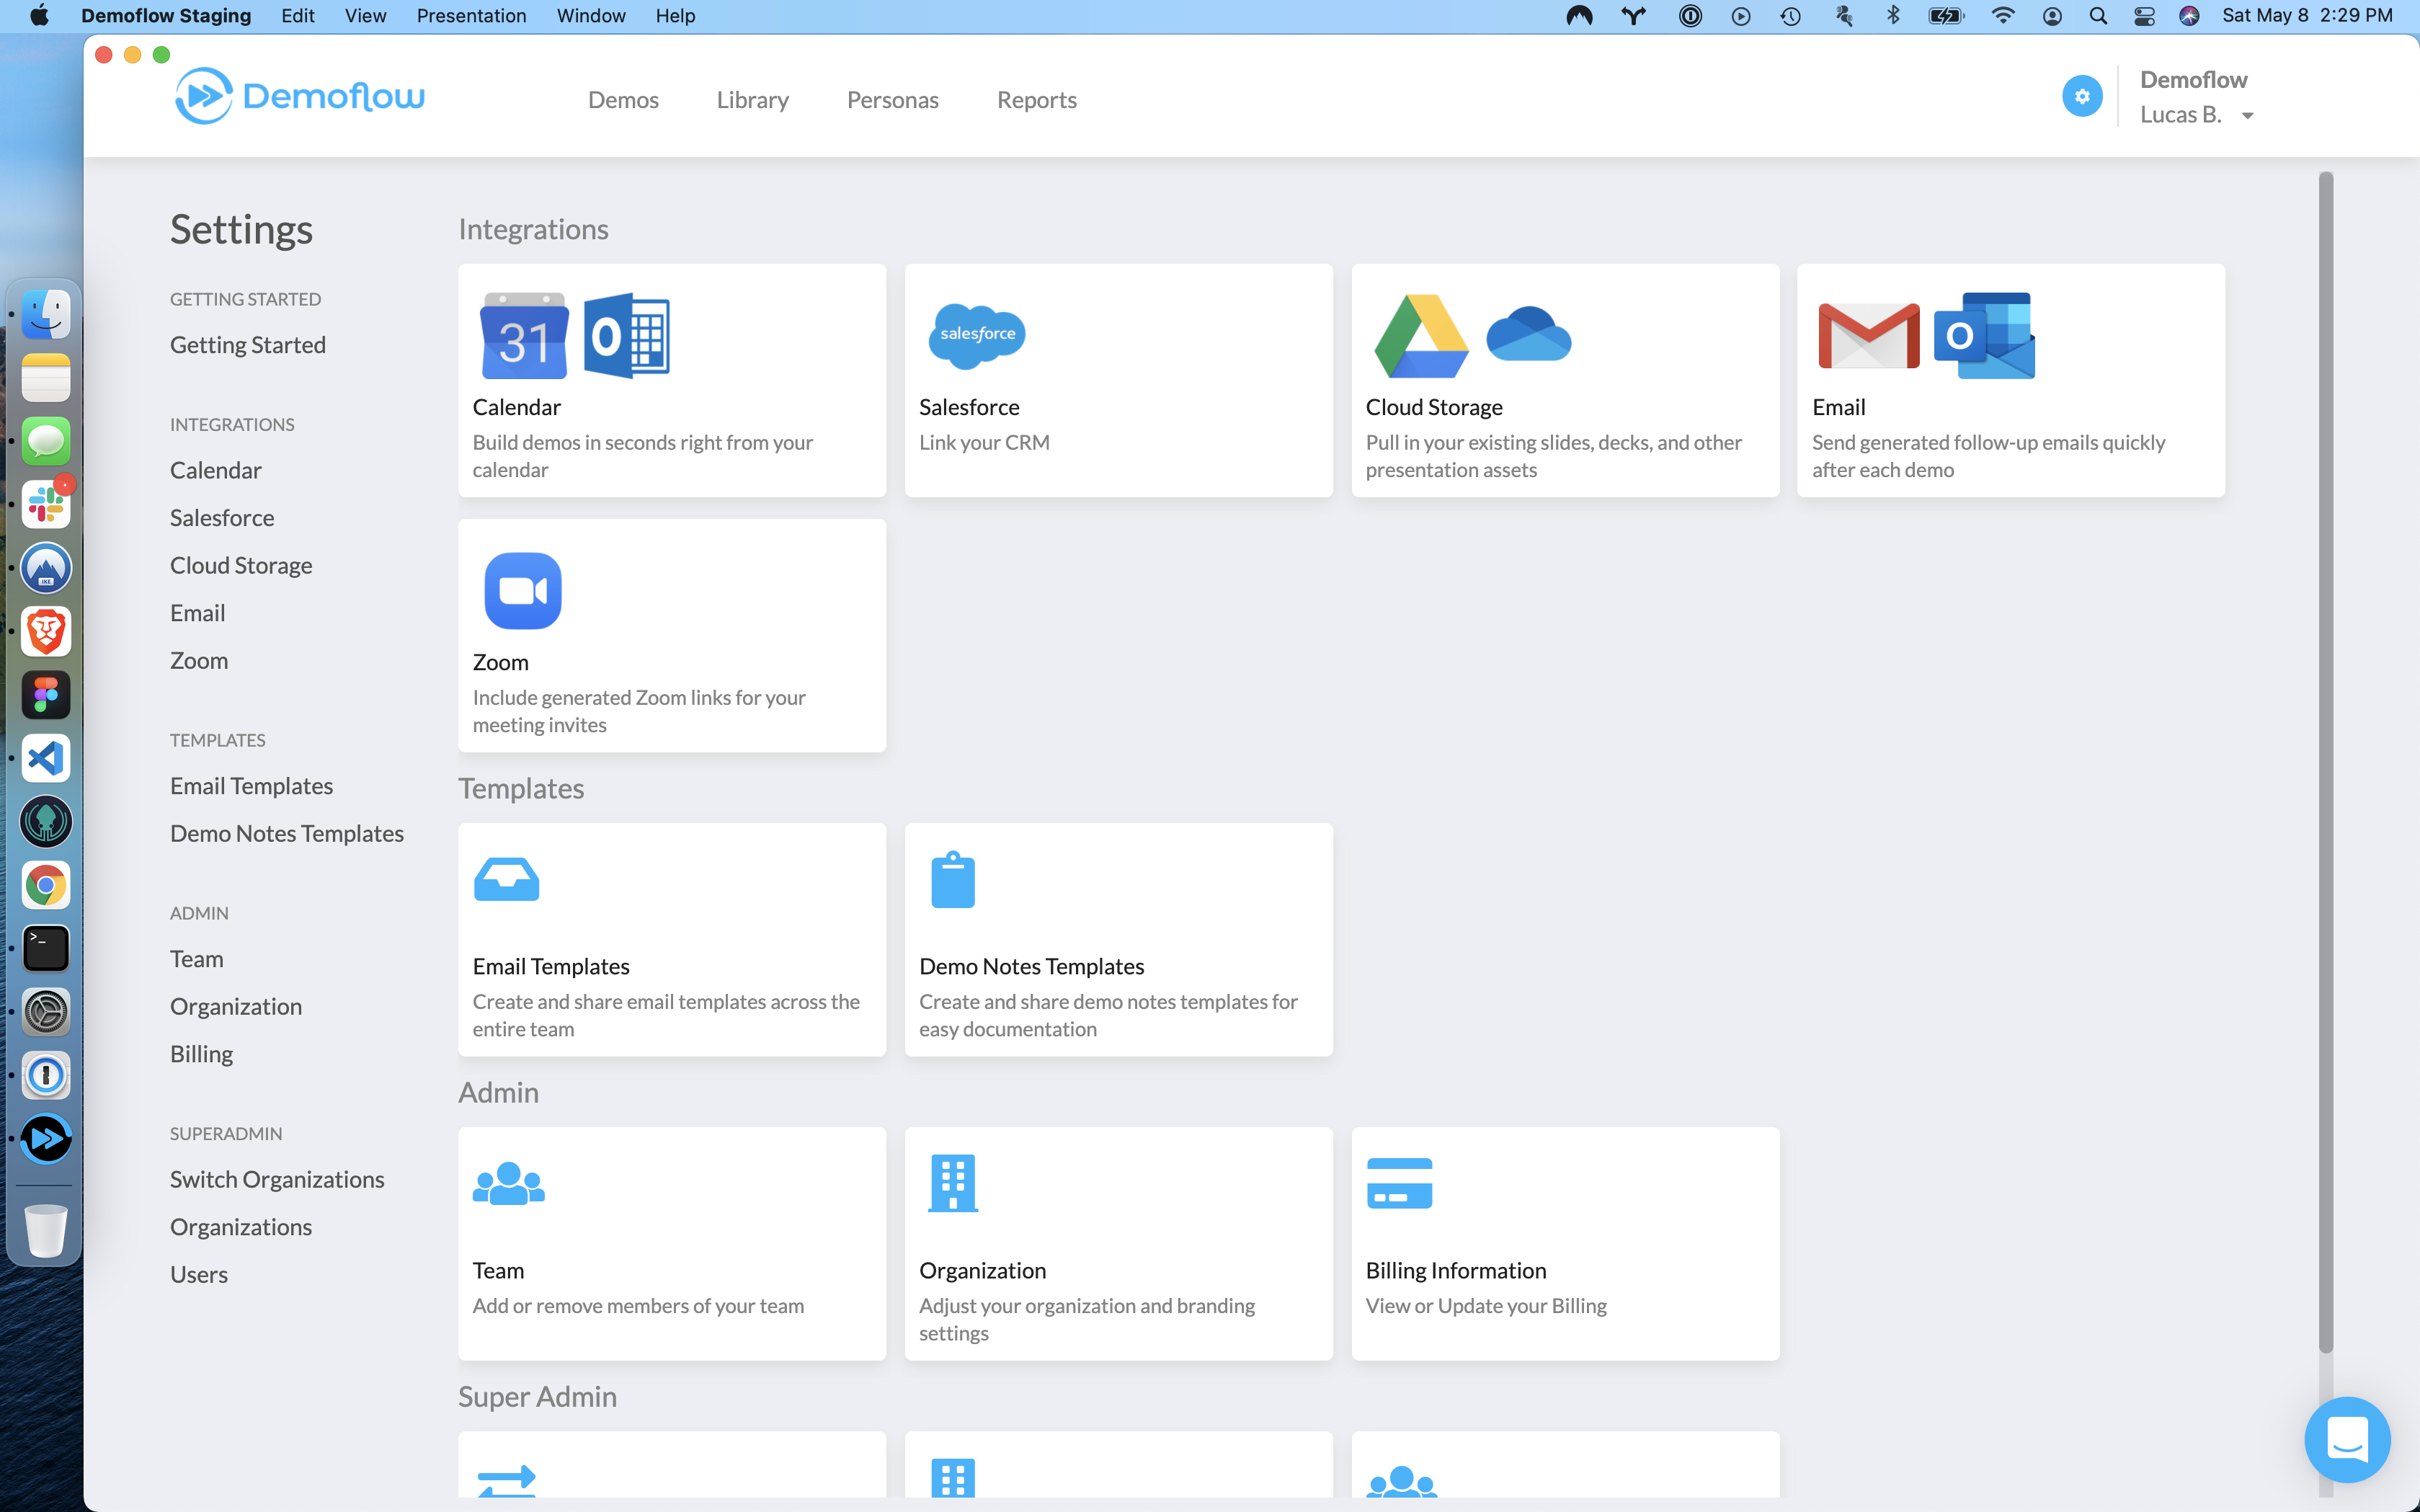 Demoflow Staging Edit View Presentation Window Help Sat May 8 2:29 PM
Demoflow
Demos Library Personas Reports
Demoflow
Lucas B.
Settings
GETTING STARTED
Getting Started
INTEGRATIONS
Calendar
Salesforce
Cloud Storage
Email
Zoom
TEMPLATES
Email Templates
Demo Notes Templates
ADMIN
Team
Organization
Billing
SUPERADMIN
Switch Organizations
Organizations
Users
Integrations
31
O
Calendar
Build demos in seconds right from your
calendar
salesforce
Salesforce
Link your CRM
Cloud Storage
Pull in your existing slides, decks, and other
presentation assets
O
Email
Send generated follow-up emails quickly
after each demo
Zoom
Include generated Zoom links for your
meeting invites
Templates
Email Templates
Create and share email templates across the
entire team
Demo Notes Templates
Create and share demo notes templates for
easy documentation
Admin
Team
Add or remove members of your team
Organization
Adjust your organization and branding
settings
Billing Information
View or Update your Billing
Super Admin
IKE
>_